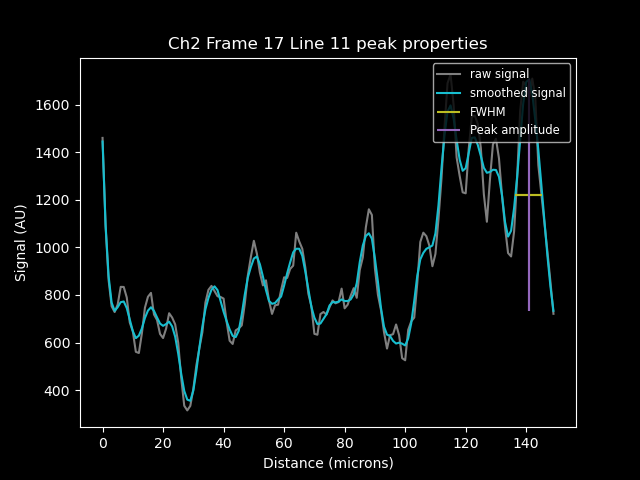 Ch2 Frame 17 Line 11 peak properties
raw signal
smoothed signal
FWHM
Peak amplitude
1600
1400
1200
1000
800
600
400
Signal (AU)
0 20 40 60 80 100 120 140
Distance (microns)